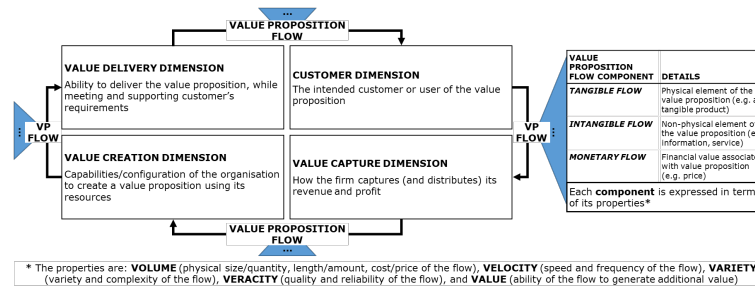 ...
VALUE PROPOSITION
FLOW
VALUE DELIVERY DIMENSION
Ability to deliver the value proposition, while
meeting and supporting customer's
requirements
CUSTOMER DIMENSION
The intended customer or user of the value
proposition
...
VP
FLOW
VP
FLOW
...
VALUE CREATION DIMENSION
Capabilities/configuration of the organisation
to create a value proposition using its
resources
VALUE CAPTURE DIMENSION
How the firm captures (and distributes) its
revenue and profit
VALUE PROPOSITION
FLOW
...
VALUE
PROPOSITION
FLOW COMPONENT
DETAILS
TANGIBLE FLOW
Physical element of the
value proposition (e.g. a
tangible product)
INTANGIBLE FLOW
Non-physical element of
the value proposition (e
information, service)
MONETARY FLOW
Financial value associate
with value proposition
(e.g. price)
Each component is expressed in term
of its properties*
* The properties are: VOLUME (physical size/quantity, length/amount, cost/price of the flow), VELOCITY (speed and frequency of the flow), VARIETY
(variety and complexity of the flow), VERACITY (quality and reliability of the flow), and VALUE (ability of the flow to generate additional value)